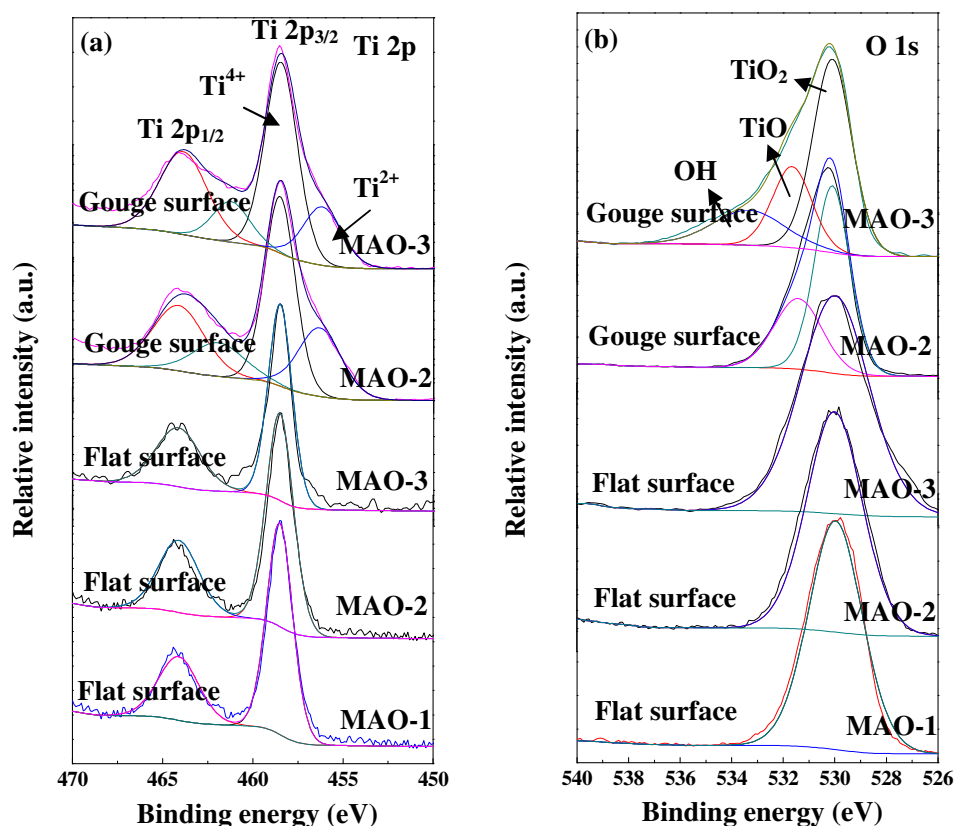 (a)
Ti 2p3/2
Ti 2p
Ti4+
Ti 2p1/2
Ti2+
Gouge surface
MAO-3
Gouge surface
MAO-2
Flat surface
MAO-3
Flat surface
MAO-2
Flat surface
MAO-1
470 465 460 455 450
Binding energy (eV)
Relative intensity (a.u.)
(b)
O 1s
TiO2
TiO
OH
Gouge surface
MAO-3
Gouge surface
MAO-2
Flat surface
MAO-3
Flat surface
MAO-2
Flat surface
MAO-1
540 538 536 534 532 530 528 526
Binding energy (eV)
Relative intensity (a.u.)